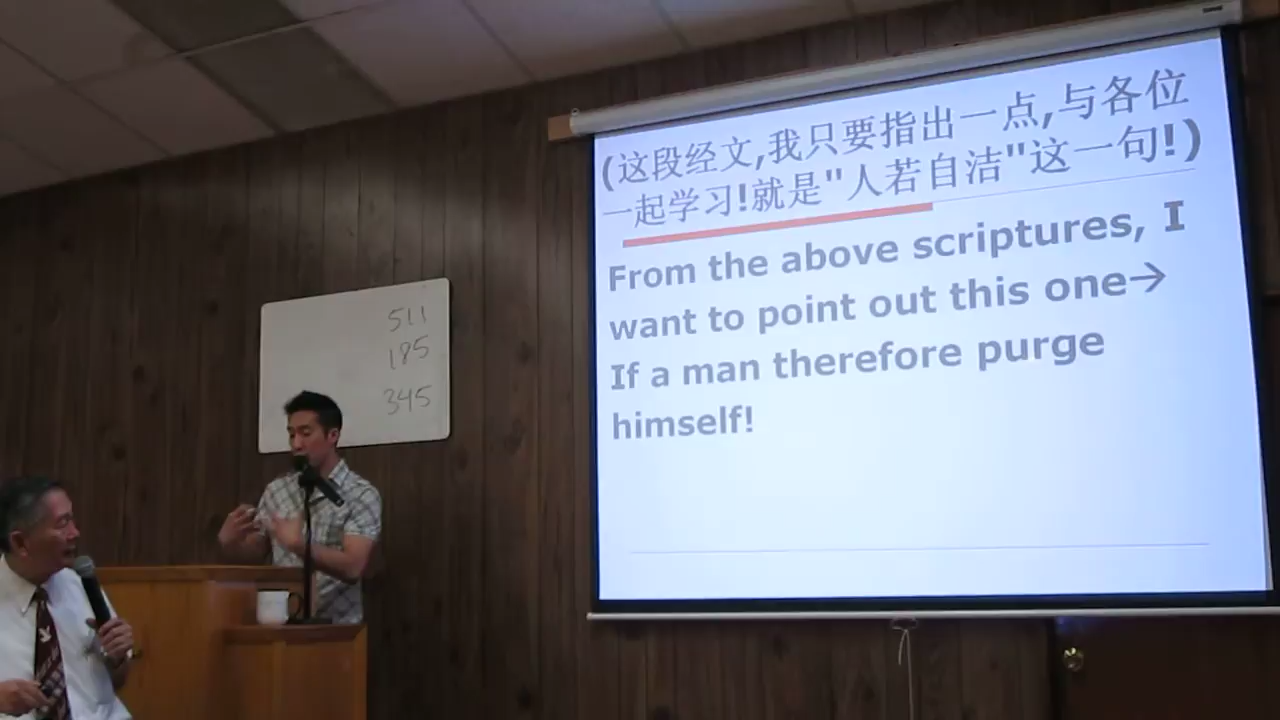 (这段经文,我只要指出一点,与各位
一起学习!就是"人若自洁"这一句!)
From the above scriptures, I
want to point out this one→
If a man therefore purge
himself!
511
185
345